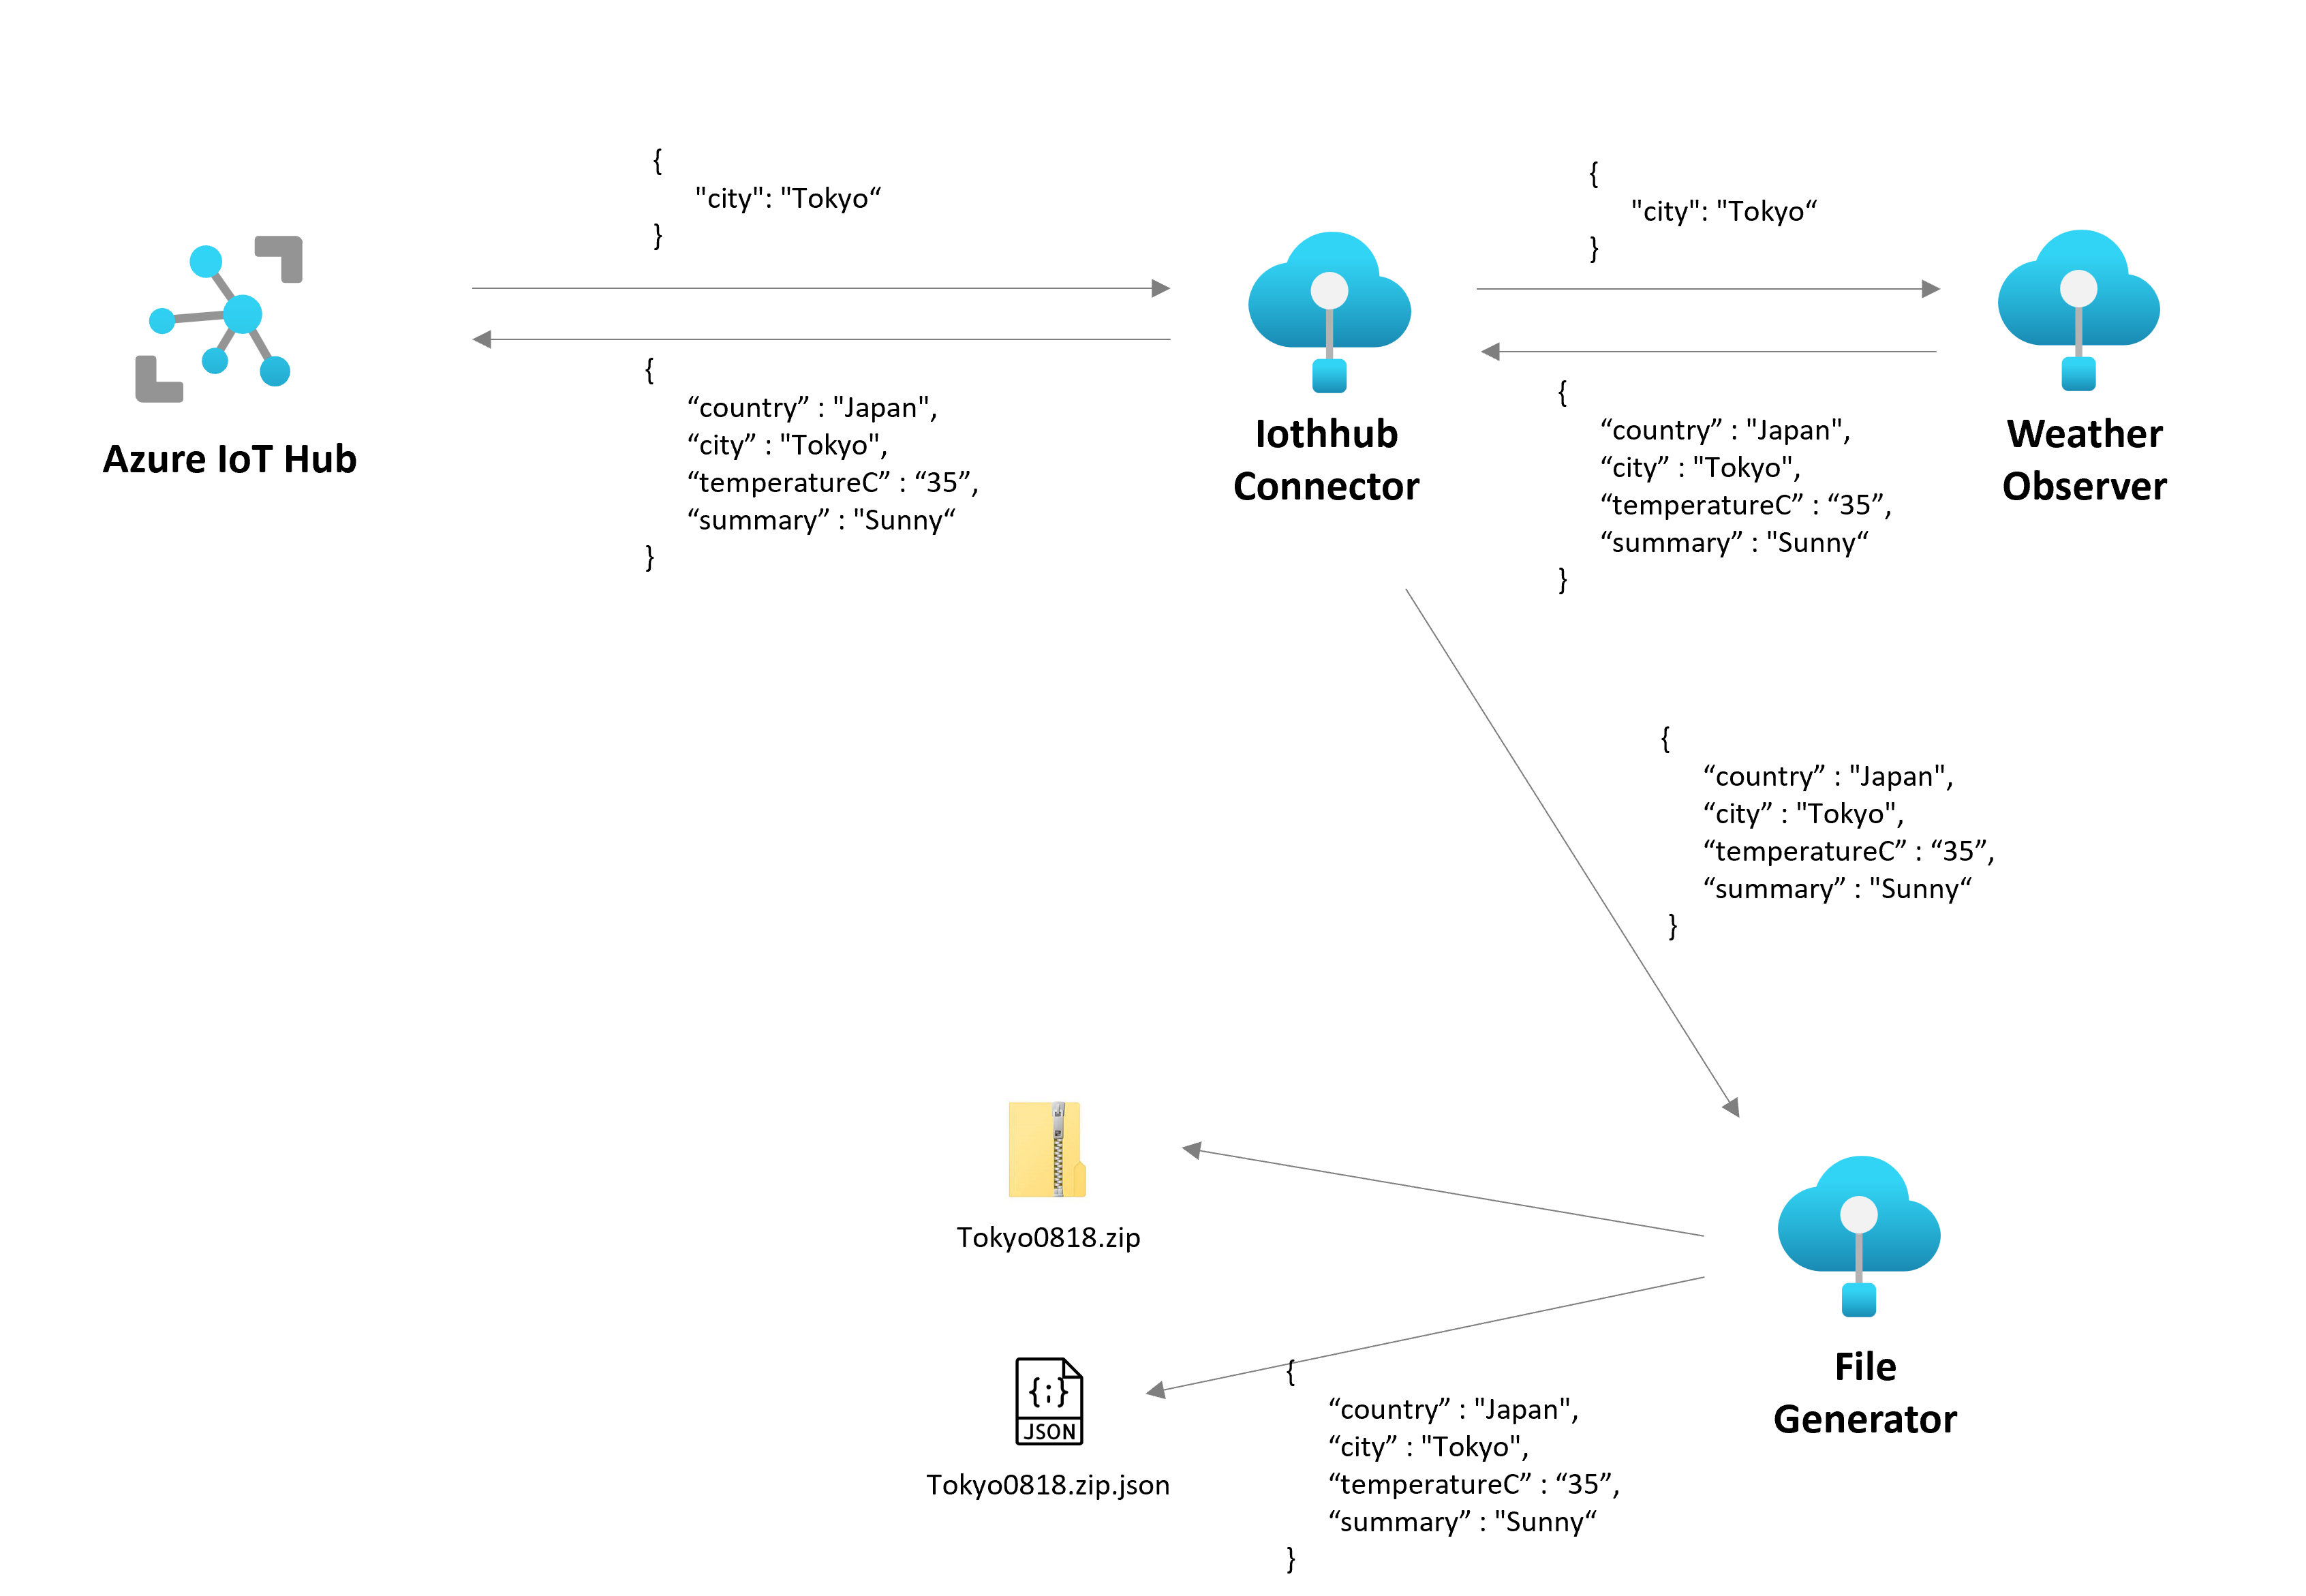 {
"city": "Tokyo“
}
{
"city": "Tokyo“
}
Azure IoT Hub
{
“country” : "Japan",
“city” : "Tokyo",
“temperatureC” : “35”,
“summary” : "Sunny“
}
Iothhub
Connector
{
“country” : "Japan",
“city” : "Tokyo",
“temperatureC” : “35”,
“summary” : "Sunny“
}
Weather
Observer
{
“country” : "Japan",
“city” : "Tokyo",
“temperatureC” : “35”,
“summary” : "Sunny“
}
Tokyo0818.zip
{:}
JSON
Tokyo0818.zip.json
{
“country” : "Japan",
“city” : "Tokyo",
“temperatureC” : “35”,
“summary” : "Sunny“
}
File
Generator